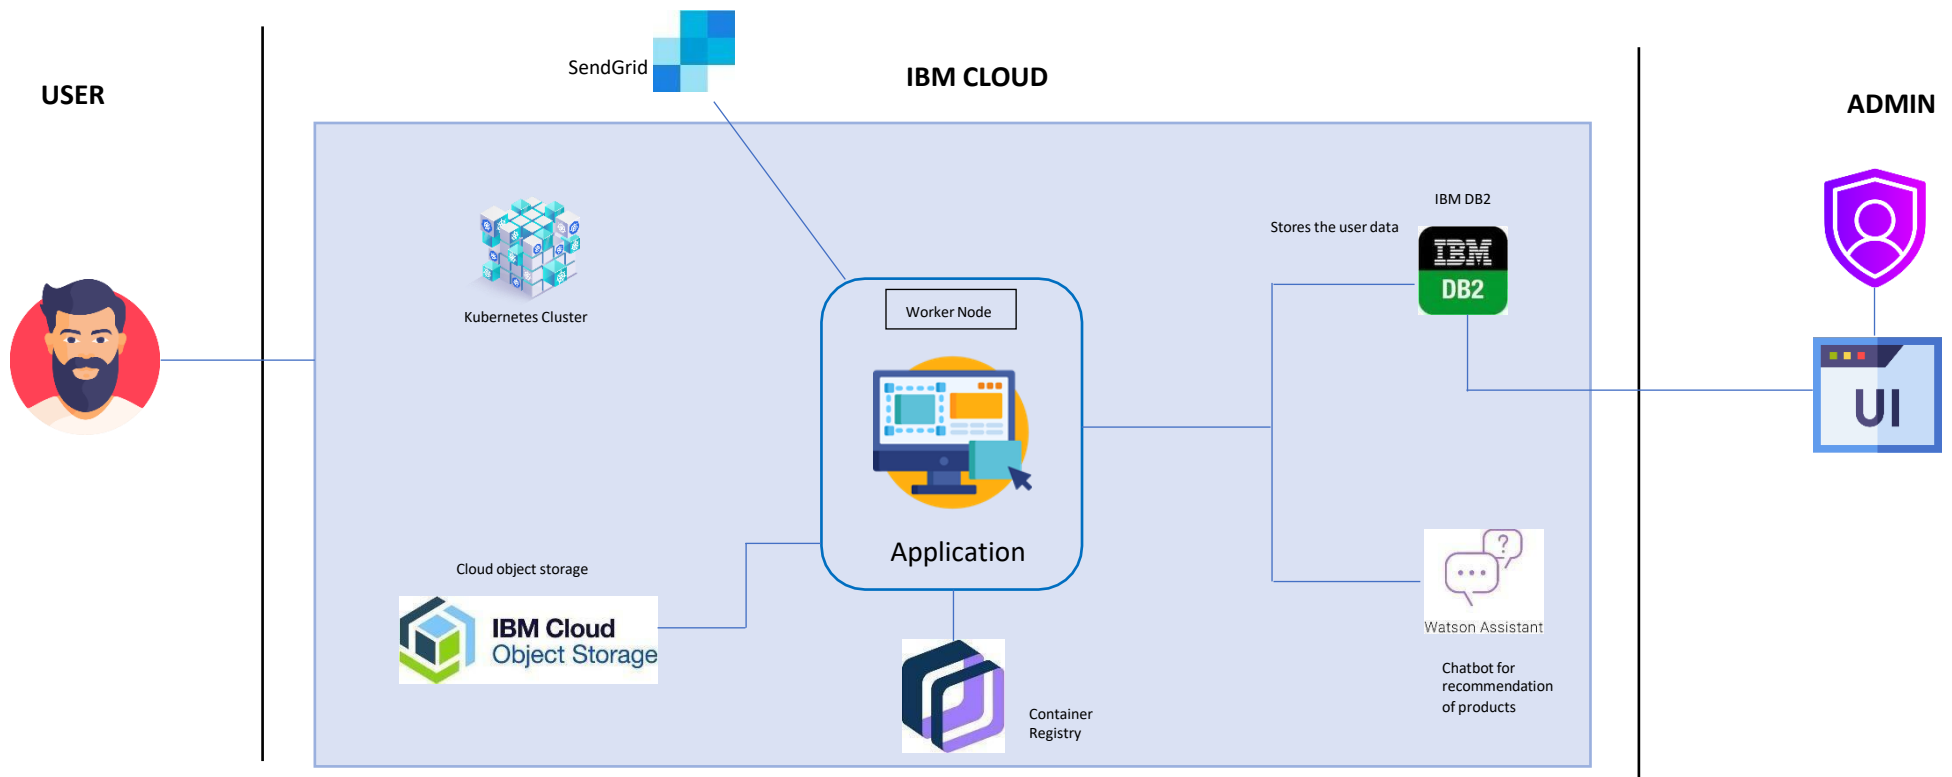 SendGrid
IBM CLOUD
USER
ADMIN
IBM DB2
Stores the user data
IBM
DB2
Kubernetes Cluster
Worker Node
UI
Application
Cloud object storage
IBM Cloud
Object Storage
?
Watson Assistant
Chatbot for
recommendation
of products
Container
Registry